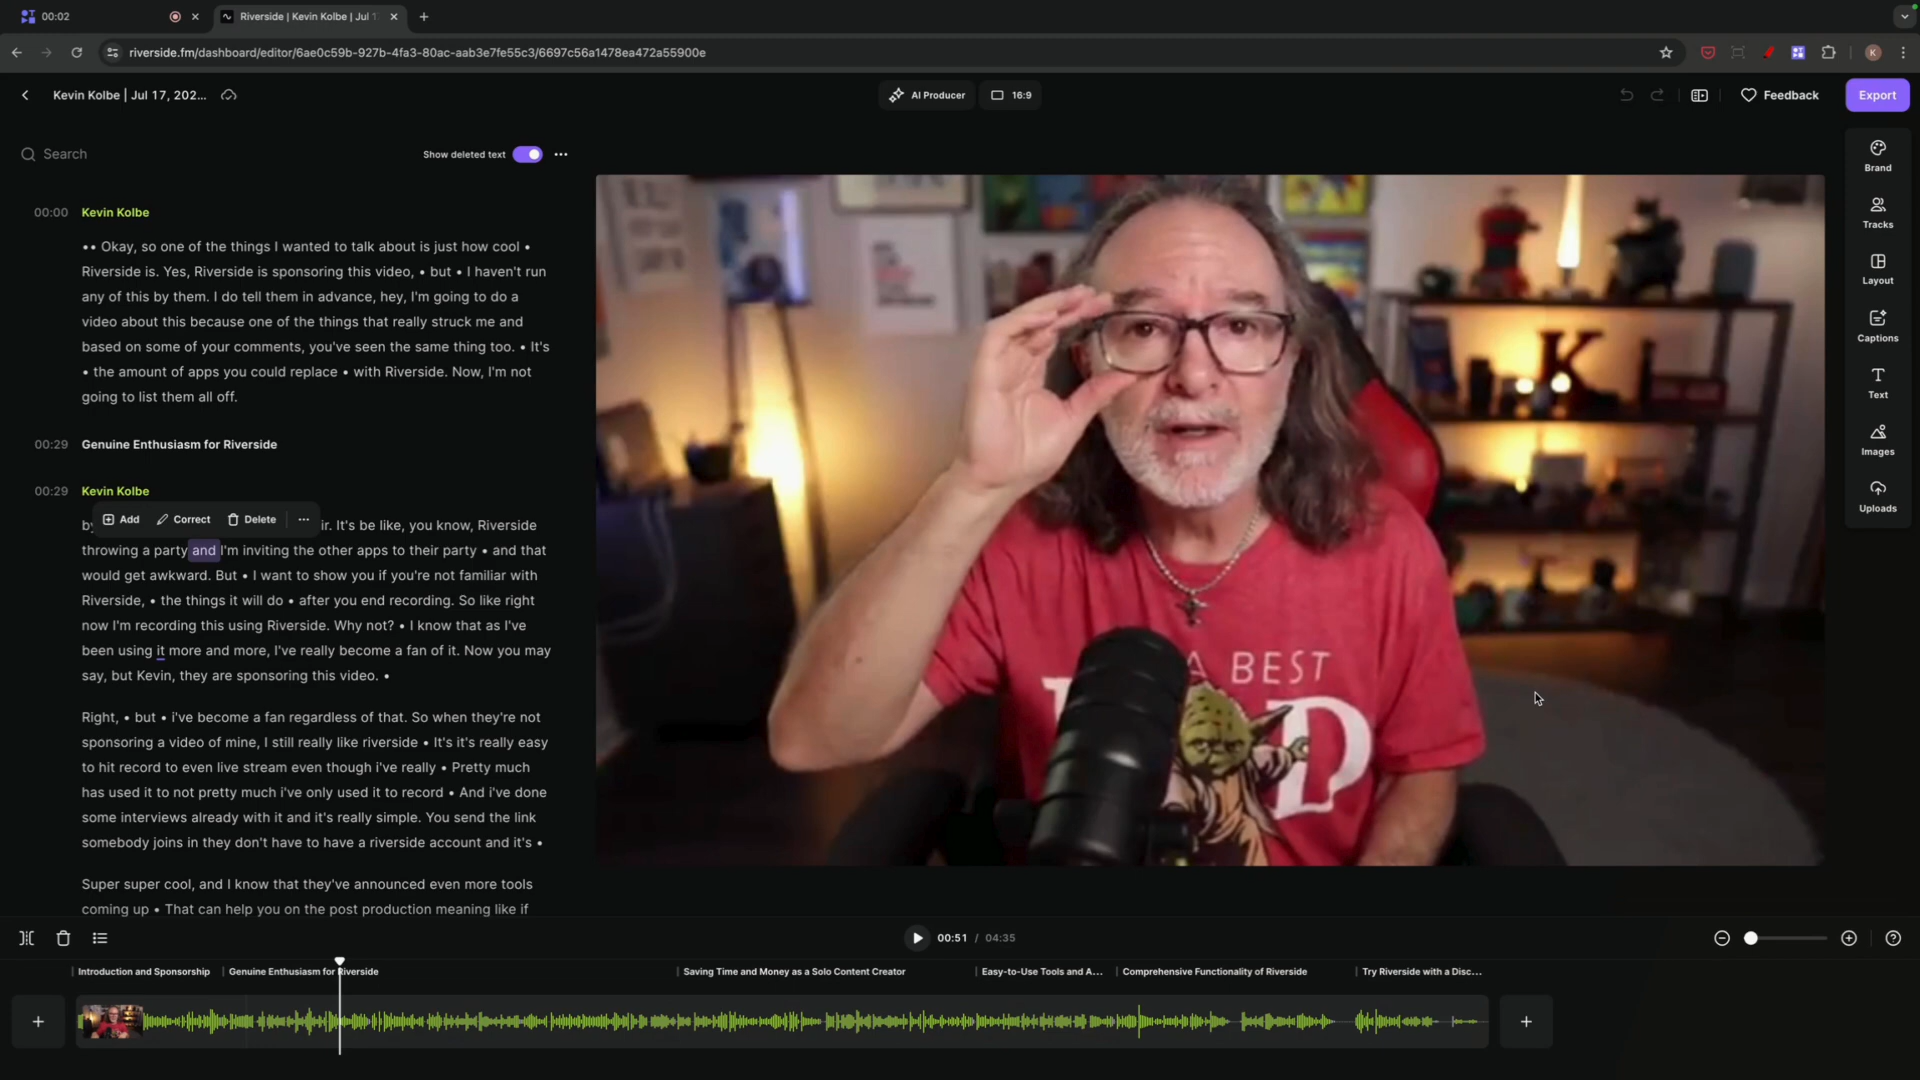 00:02
Riverside | Kevin Kolbe | Jul 1
riverside.fm/dashboard/editor/6ae0c59b-927b-4fa3-80ac-aab3e7fe55c3/6697c56a1478ea472a55900e
K
Kevin Kolbe | Jul 17, 202...
AI Producer
16:9
Feedback
Export
Search
Show deleted text
Brand
Tracks
Layout
Captions
Text
Images
Uploads
00:00 Kevin Kolbe
•• Okay, so one of the things I wanted to talk about is just how cool •
Riverside is. Yes, Riverside is sponsoring this video, • but • I haven't run
any of this by them. I do tell them in advance, hey, I'm going to do a
video about this because one of the things that really struck me and
based on some of your comments, you've seen the same thing too. • It's
• the amount of apps you could replace • with Riverside. Now, I'm not
going to list them all off.
00:29 Genuine Enthusiasm for Riverside
00:29 Kevin Kolbe
Add Correct Delete
ir. It's be like, you know, Riverside
throwing a party and I'm inviting the other apps to their party • and that
would get awkward. But • I want to show you if you're not familiar with
Riverside, • the things it will do • after you end recording. So like right
now I'm recording this using Riverside. Why not? • I know that as I've
been using it more and more, I've really become a fan of it. Now you may
say, but Kevin, they are sponsoring this video. •
Right, • but • i've become a fan regardless of that. So when they're not
sponsoring a video of mine, I still really like riverside • It's it's really easy
to hit record to even live stream even though i've really • Pretty much
has used it to not pretty much i've only used it to record • And i've done
some interviews already with it and it's really simple. You send the link
somebody joins in they don't have to have a riverside account and it's •
Super super cool, and I know that they've announced even more tools
coming up • That can help you on the post production meaning like if
K
A BEST
00:51 / 04:35
Introduction and Sponsorship
Genuine Enthusiasm for Riverside
Saving Time and Money as a Solo Content Creator
Easy-to-Use Tools and A...
Comprehensive Functionality of Riverside
Try Riverside with a Disc...